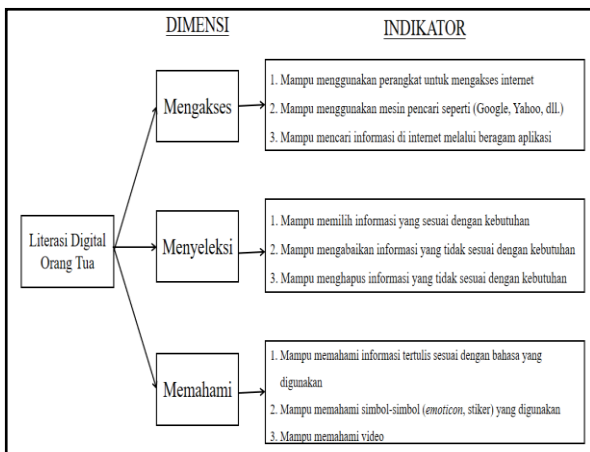 DIMENSI
INDIKATOR
Literasi Digital
Orang Tua
Mengakses
1. Mampu menggunakan perangkat untuk mengakses internet
2. Mampu menggunakan mesin pencari seperti (Google, Yahoo, dll.)
3. Mampu mencari informasi di internet melalui beragam aplikasi
Menyeleksi
1. Mampu memilih informasi yang sesuai dengan kebutuhan
2. Mampu mengabaikan informasi yang tidak sesuai dengan kebutuhan
3. Mampu menghapus informasi yang tidak sesuai dengan kebutuhan
Memahami
1. Mampu memahami informasi tertulis sesuai dengan bahasa yang
digunakan
2. Mampu memahami simbol-simbol (emoticon, stiker) yang digunakan
3. Mampu memahami video